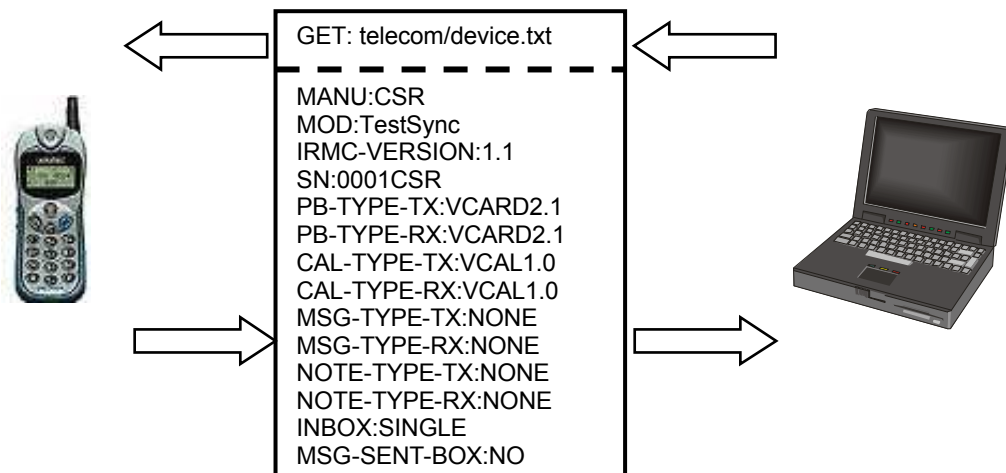 GET: telecom/device.txt
MANU:CSR
MOD:TestSync
IRMC-VERSION:1.1
SN:0001CSR
PB-TYPE-TX:VCARD2.1
PB-TYPE-RX:VCARD2.1
CAL-TYPE-TX:VCAL1.0
CAL-TYPE-RX:VCAL1.0
MSG-TYPE-TX:NONE
MSG-TYPE-RX:NONE
NOTE-TYPE-TX:NONE
NOTE-TYPE-RX:NONE
INBOX:SINGLE
MSG-SENT-BOX:NO